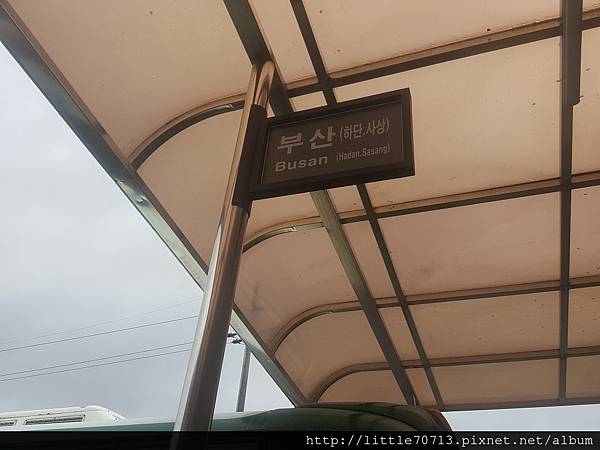 부산 (하단.사상)
Busan (Hadan.Sasang)
http://little70713.pixnet.net/album